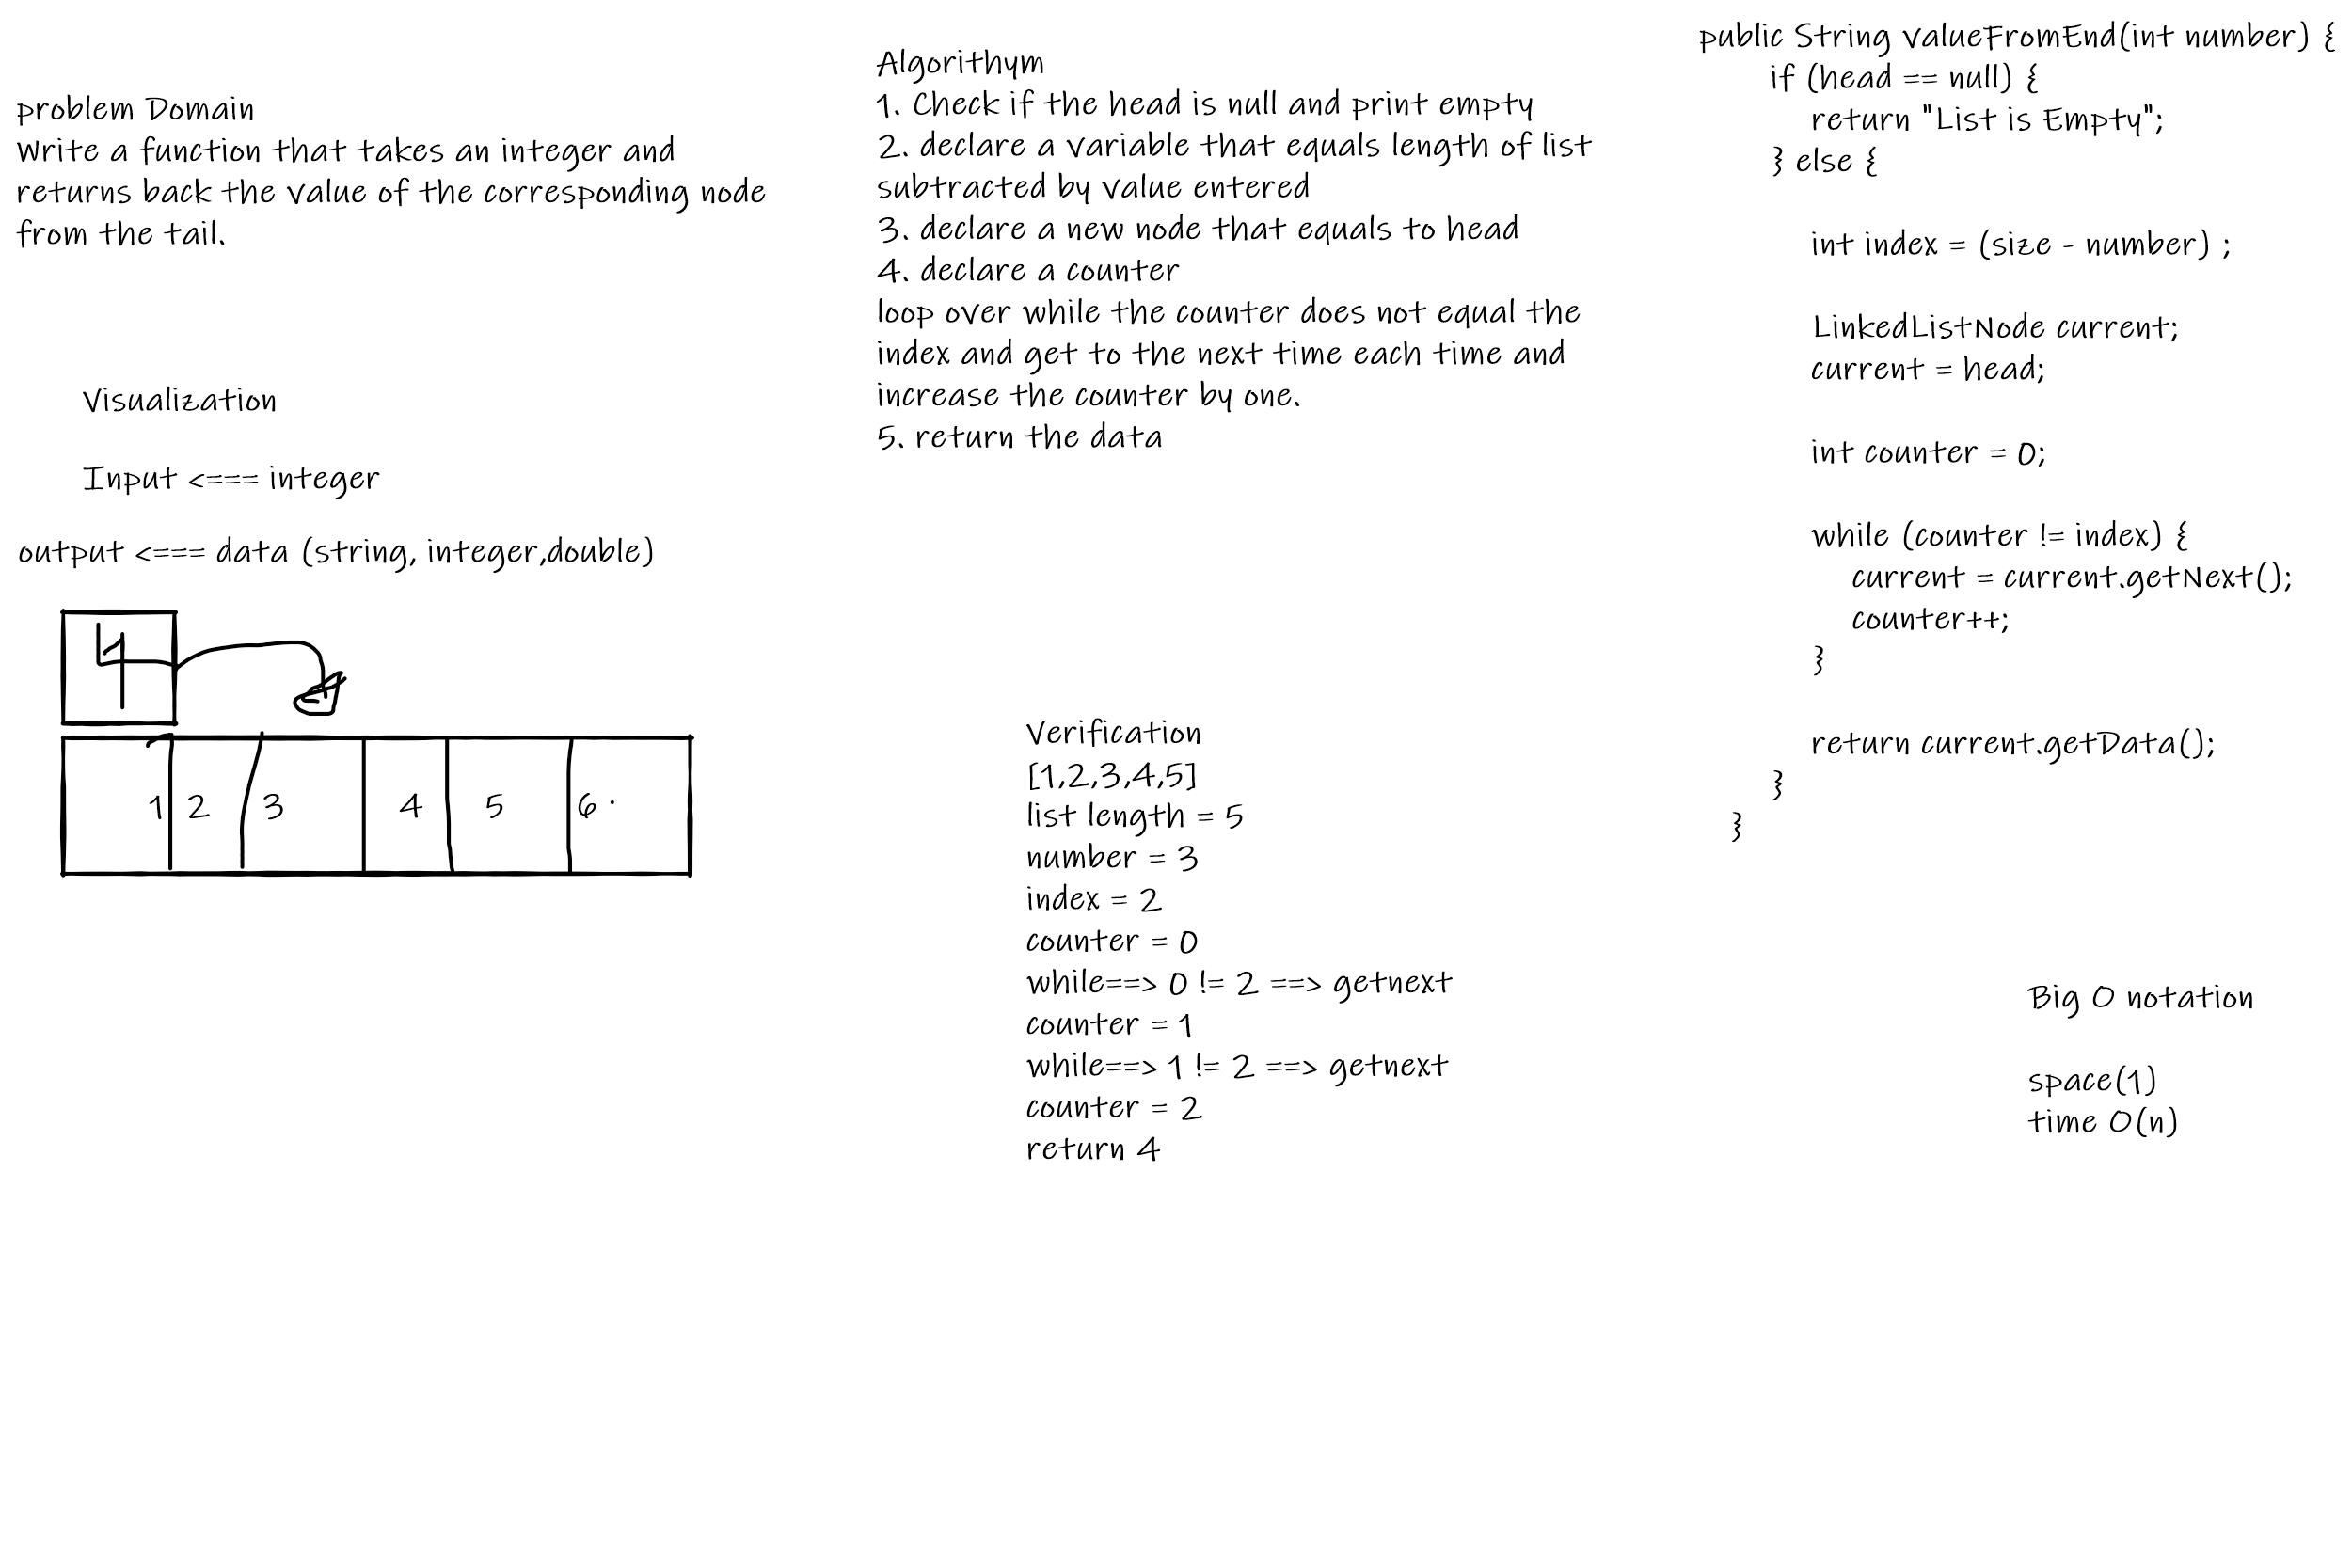 problem Domain
Write a function that takes an integer and
returns back the value of the corresponding node
from the tail.
Visualization
Input <=== integer
output <=== data (string, integer,double)
4
1 2 3 4 5 6 .
Algorithym
1. Check if the head is null and print empty
2. declare a variable that equals length of list
subtracted by value entered
3. declare a new node that equals to head
4. declare a counter
loop over while the counter does not equal the
index and get to the next time each time and
increase the counter by one.
5. return the data
Verification
[1,2,3,4,5]
list length = 5
number = 3
index = 2
counter = 0
while==> 0 != 2 ==> getnext
counter = 1
while==> 1 != 2 ==> getnext
counter = 2
return 4
public String valueFromEnd(int number) {
if (head == null) {
return "List is Empty";
} else {
int index = (size - number) ;
LinkedListNode current;
current = head;
int counter = 0;
while (counter != index) {
current = current.getNext();
counter++;
}
return current.getData();
}
}
Big O notation
space(1)
time O(n)